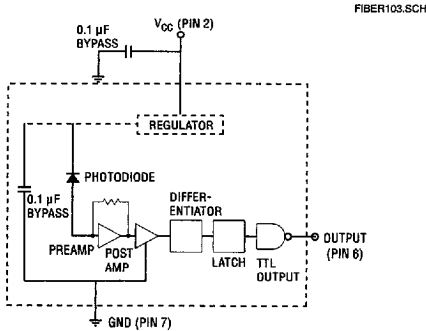 FIBER103.SCH
VCC (PIN 2)
0.1 µF
BYPASS
REGULATOR
PHOTODIODE
0.1 µF
BYPASS
DIFFER-
ENTIATOR
PREAMP
POST
AMP
LATCH
TTL
OUTPUT
OUTPUT
(PIN 6)
GND (PIN 7)